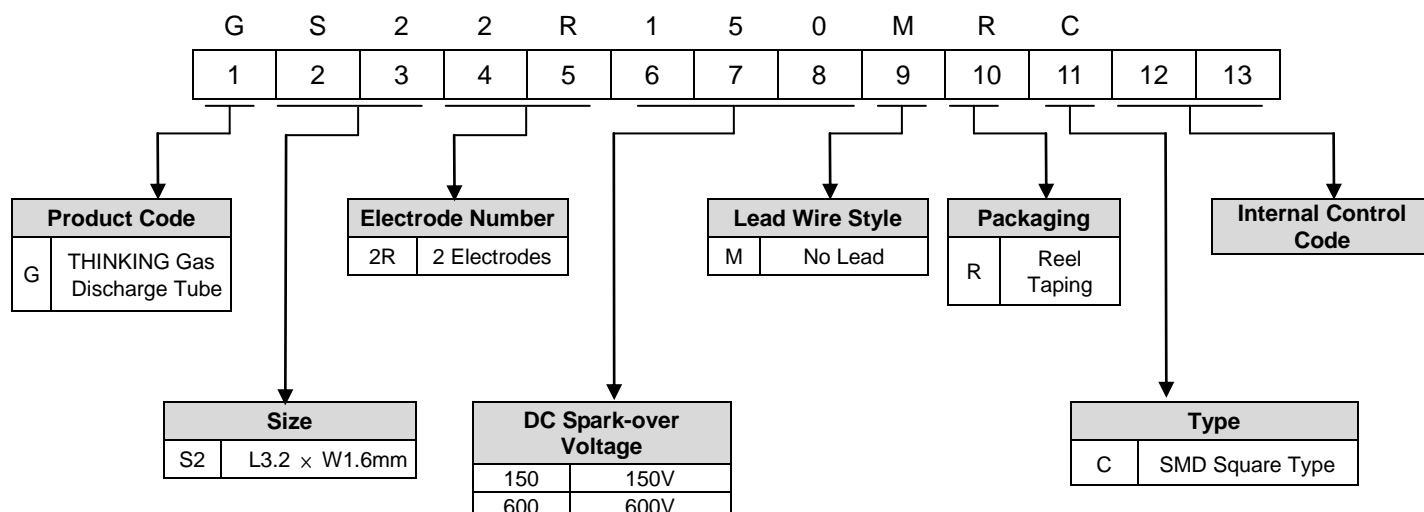 G S 2 2 R 1 5 0 M R C
1 2 3 4 5 6 7 8 9 10 11 12 13
Product Code
G THINKING Gas
Discharge Tube
Electrode Number
2R 2 Electrodes
Lead Wire Style
M No Lead
Packaging
R Reel
Taping
Internal Control
Code
Size
S2 L3.2 × W1.6mm
DC Spark-over
Voltage
150 150V
600 600V
Type
C SMD Square Type